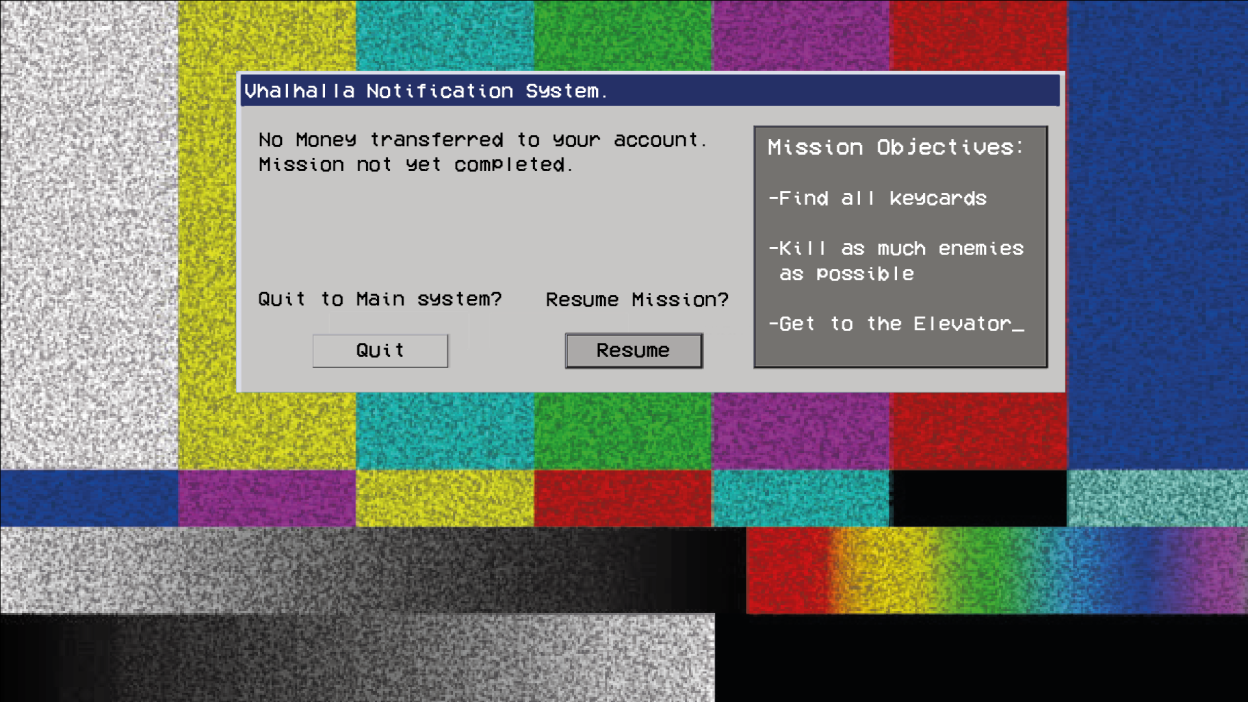 Vhalhalla Notification System.
No Money transferred to your account.
Mission not yet completed.
Quit to Main system?
Resume Mission?
Quit
Resume
Mission Objectives:
-Find all keycards
-Kill as much enemies
as possible
-Get to the Elevator_